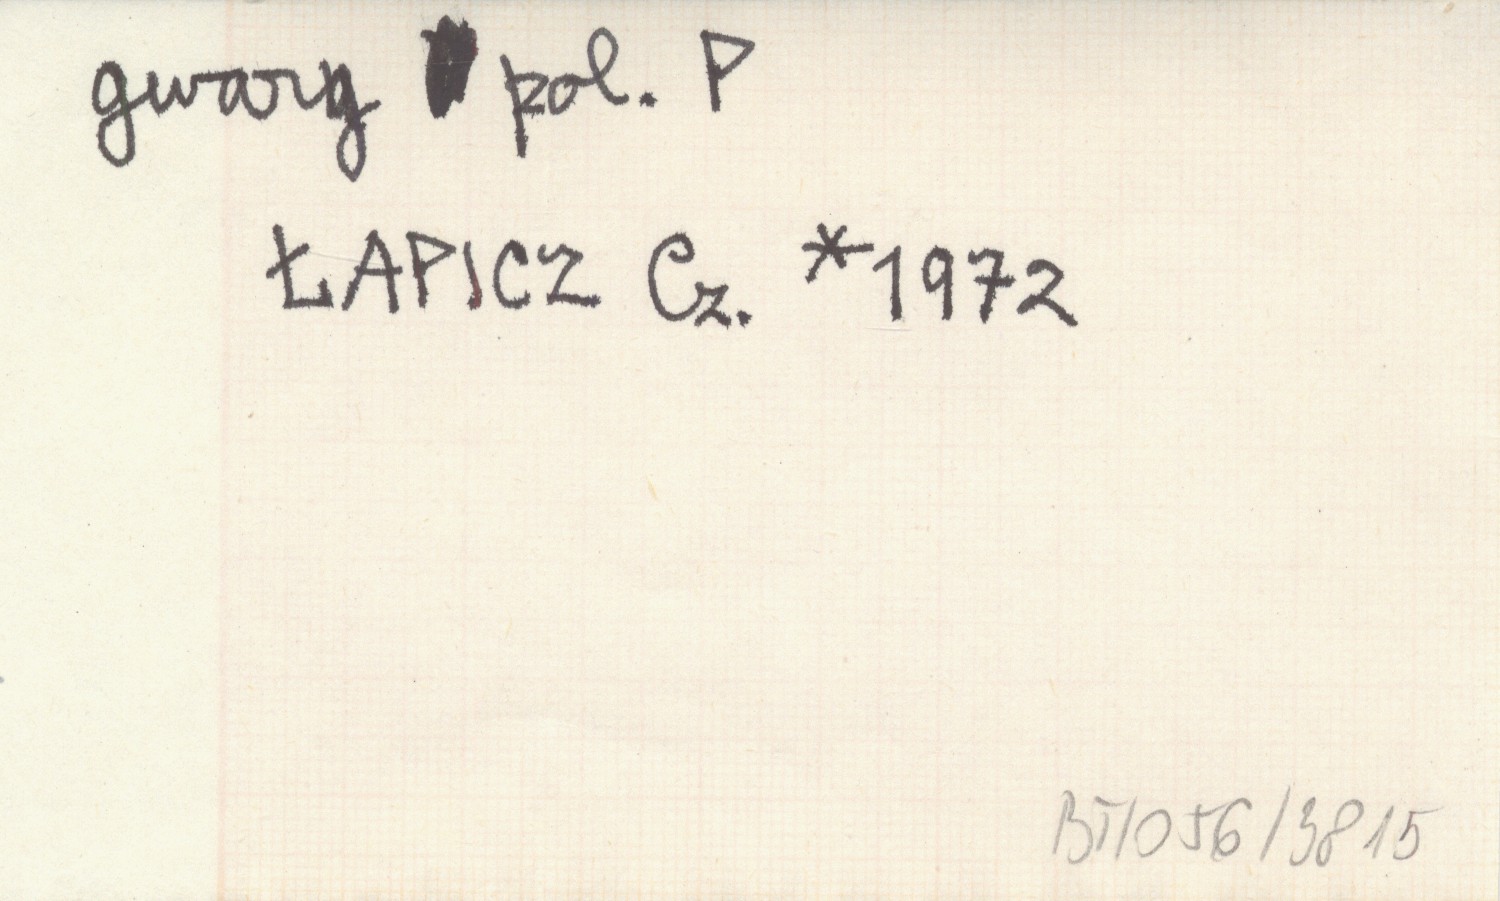 gwary pol. P
ŁAPICZ Cz. *1972
BT/056/3815